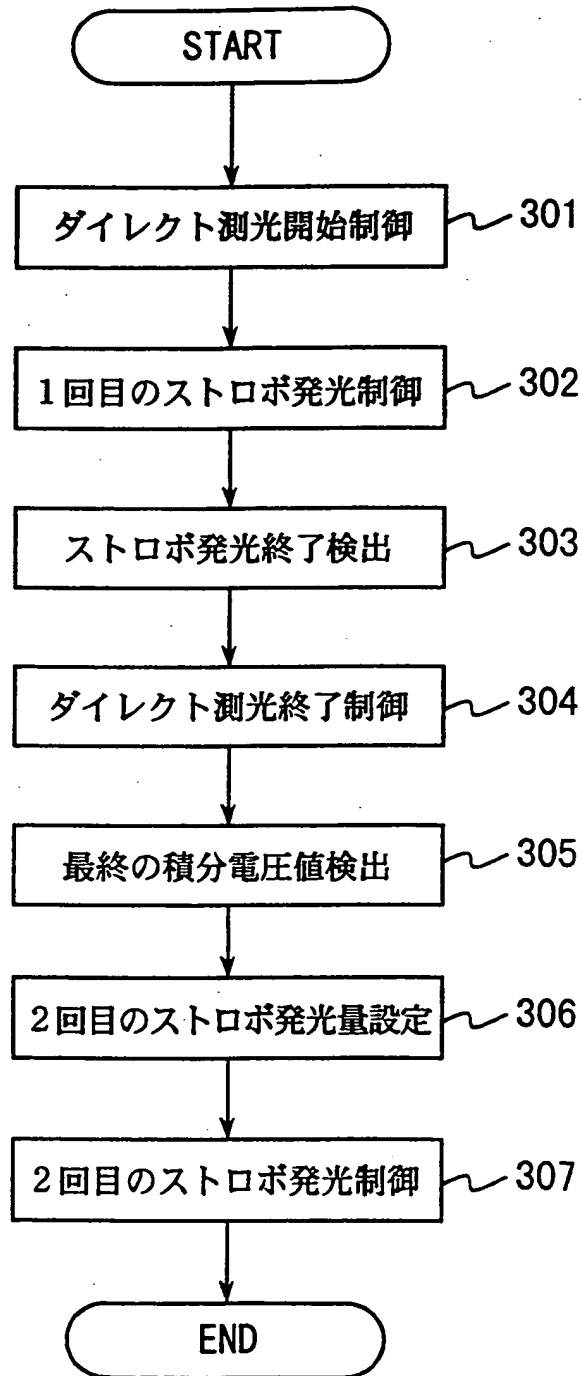 START
ダイレクト測光開始制御 301
1回目のストロボ発光制御 302
ストロボ発光終了検出 303
ダイレクト測光終了制御 304
最終の積分電圧値検出 305
2回目のストロボ発光量設定 306
2回目のストロボ発光制御 307
END